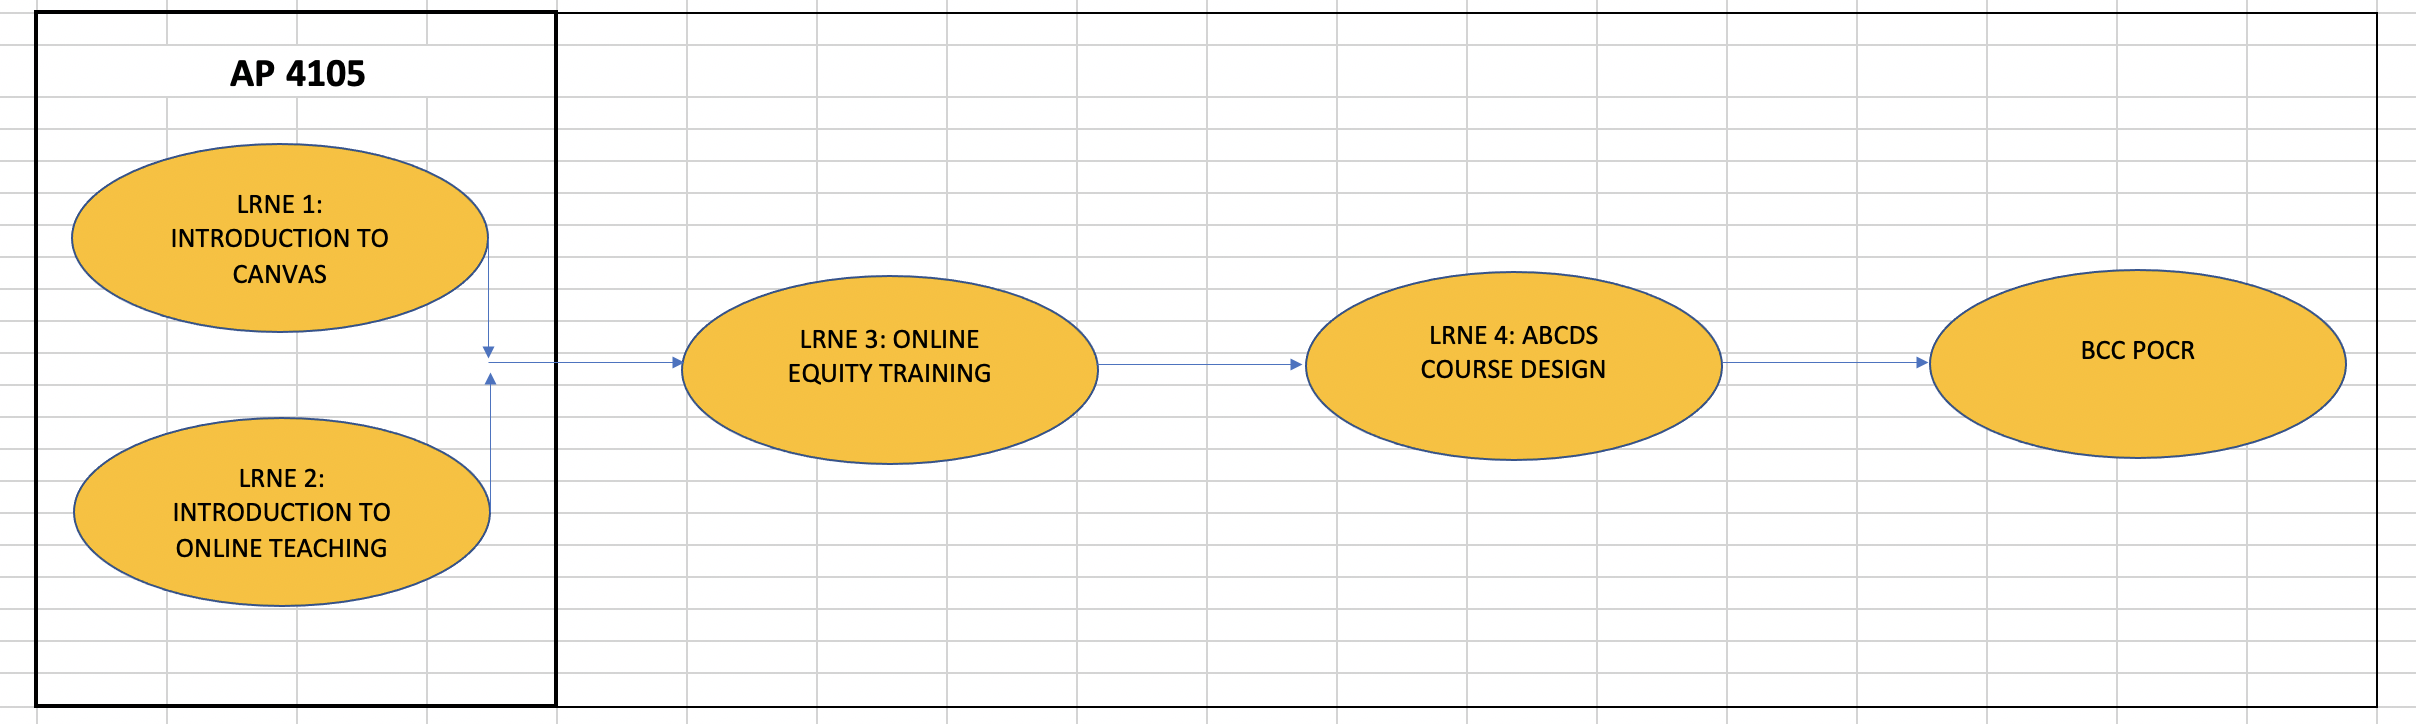 AP 4105
LRNE 1:
INTRODUCTION TO
CANVAS
LRNE 2:
INTRODUCTION TO
ONLINE TEACHING
LRNE 3: ONLINE
EQUITY TRAINING
LRNE 4: ABCDS
COURSE DESIGN
BCC POCR